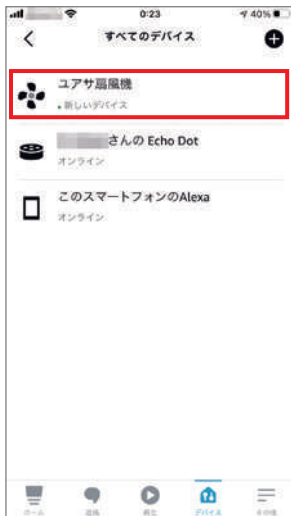 0:23
40%
すべてのデバイス
ユアサ扇風機
新しいデバイス
さんの Echo Dot
オンライン
このスマートフォンのAlexa
オンライン
ホーム
再生
デバイス
その他